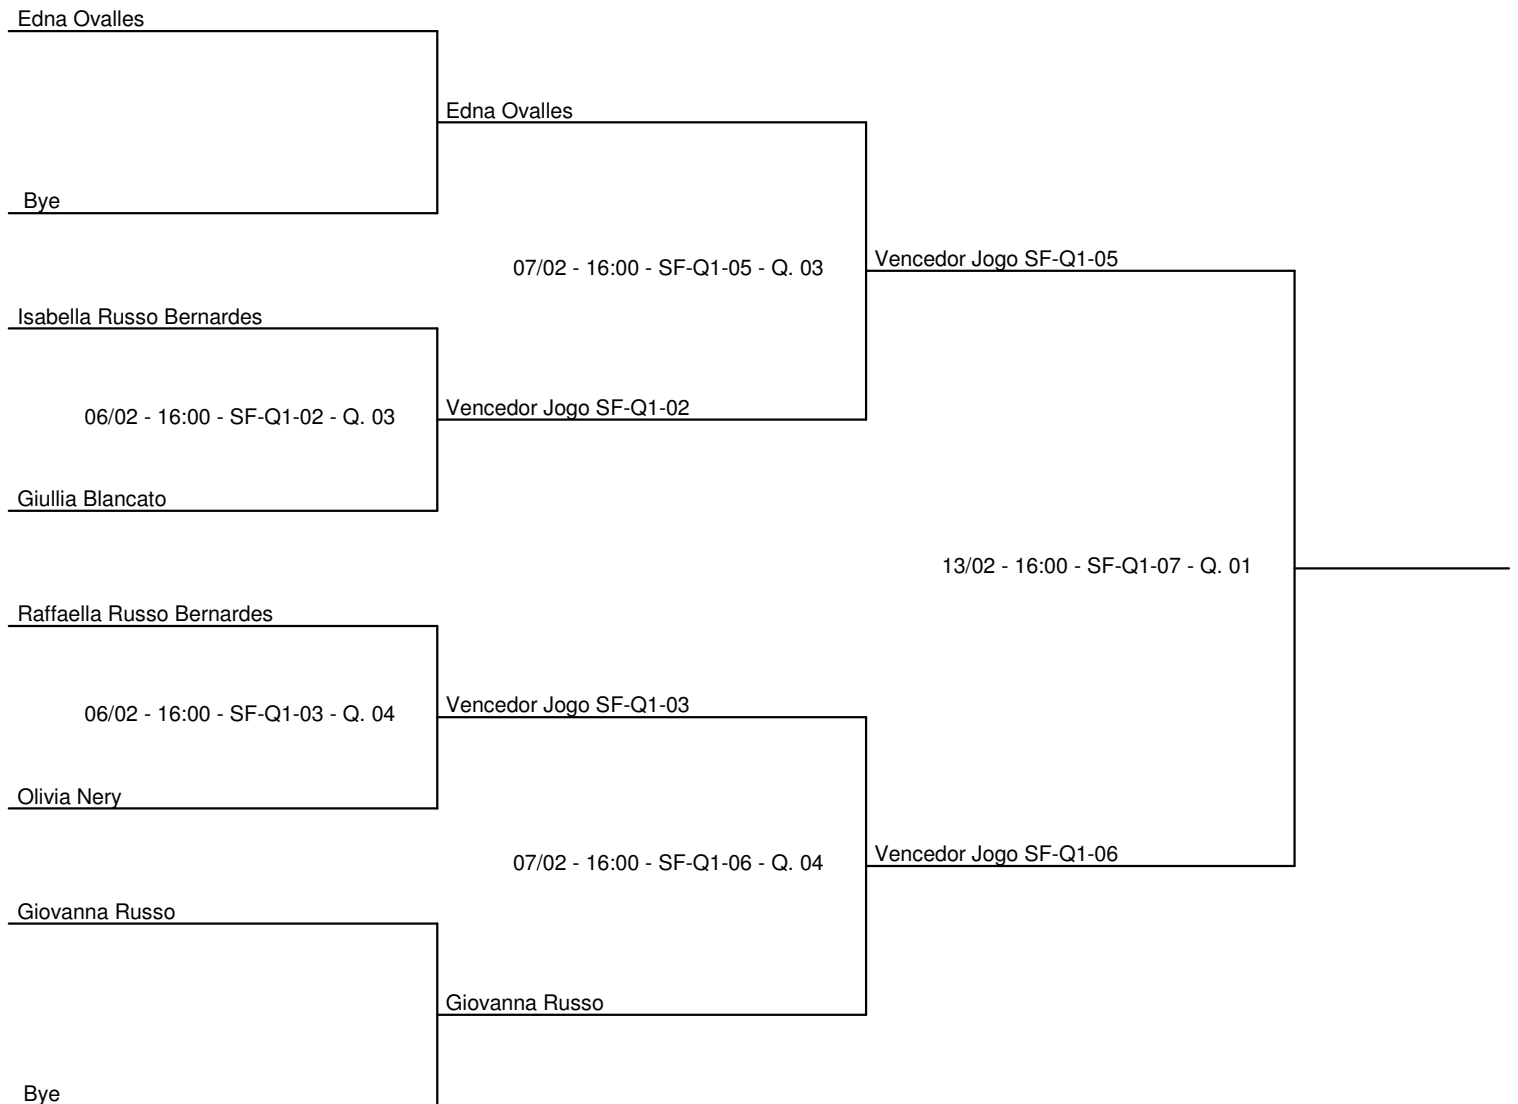 Edna Ovalles
Edna Ovalles
Bye
07/02 - 16:00 - SF-Q1-05 - Q. 03
Vencedor Jogo SF-Q1-05
Isabella Russo Bernardes
06/02 - 16:00 - SF-Q1-02 - Q. 03
Vencedor Jogo SF-Q1-02
Giullia Blancato
13/02 - 16:00 - SF-Q1-07 - Q. 01
Raffaella Russo Bernardes
06/02 - 16:00 - SF-Q1-03 - Q. 04
Vencedor Jogo SF-Q1-03
Olivia Nery
07/02 - 16:00 - SF-Q1-06 - Q. 04
Vencedor Jogo SF-Q1-06
Giovanna Russo
Giovanna Russo
Bye